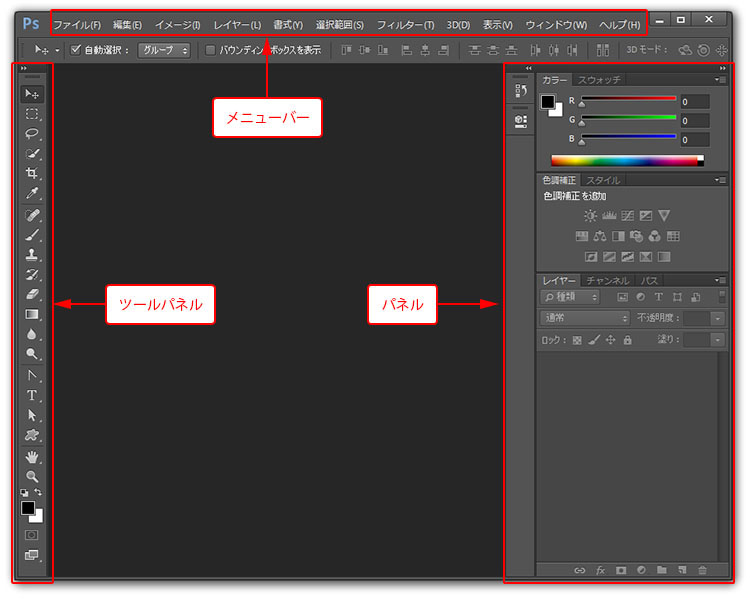 Ps ファイル(F) 編集(E) イメージ(I) レイヤー(L) 書式(Y) 選択範囲(S) フィルター(T) 3D(D) 表示(V) ウィンドウ(W) ヘルプ(H)
自動選択： グループ バウンディングボックスを表示 3D モード：
メニューバー
ツールパネル
パネル
カラー スウォッチ
R 0
G 0
B 0
色調補正 スタイル
色調補正を追加
レイヤー チャンネル パス
種類
通常 不透明度：
ロック： 塗り：
fx